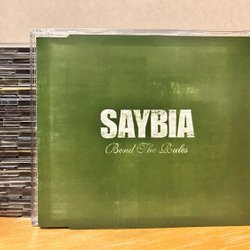 SAYBIA
Bend The Rules